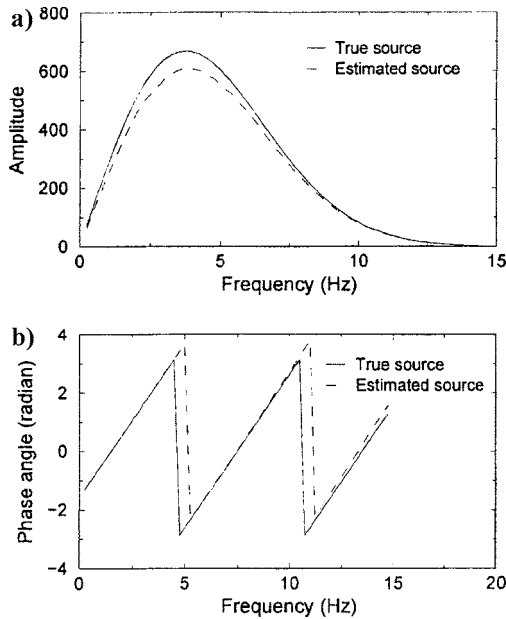 a)
800
600
400
200
0
Amplitude
True source
Estimated source
0 5 10 15
Frequency (Hz)
b)
4
2
0
−2
−4
Phase angle (radian)
True source
Estimated source
0 5 10 15 20
Frequency (Hz)